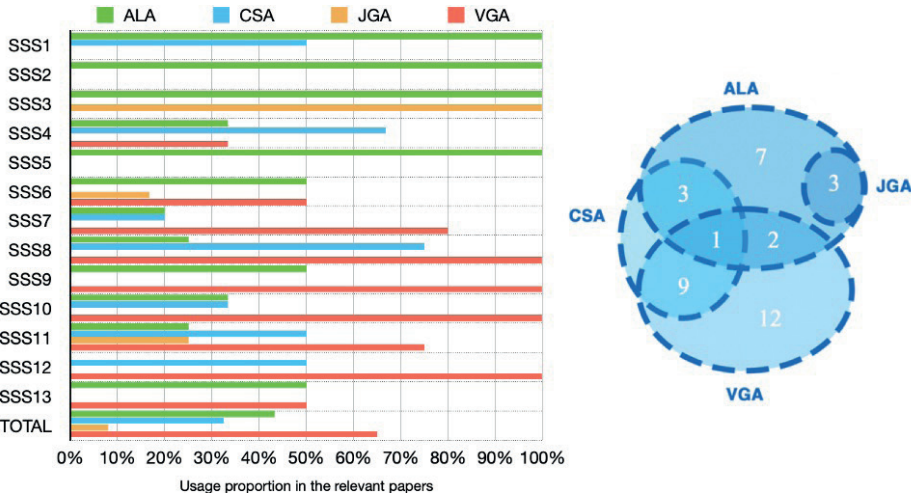 ALA CSA JGA VGA
SSS1
SSS2
SSS3
SSS4
SSS5
SSS6
SSS7
SSS8
SSS9
SSS10
SSS11
SSS12
SSS13
TOTAL
0% 10% 20% 30% 40% 50% 60% 70% 80% 90% 100%
Usage proportion in the relevant papers
ALA
7
3
3
JGA
CSA
1
2
9
12
VGA